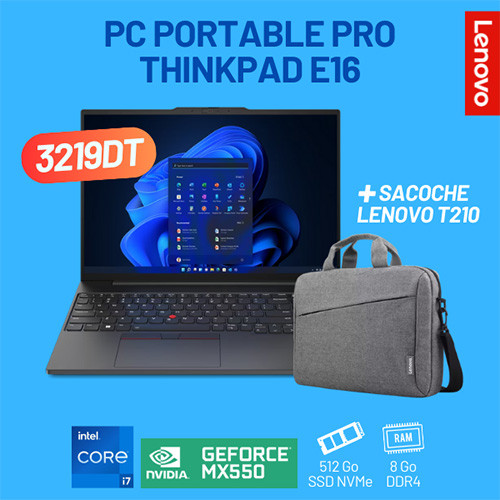 PC PORTABLE PRO
THINKPAD E16
Lenovo
3219DT
+ SACOCHE
LENOVO T210
Lenovo
intel.
CORE
i7
NVIDIA.
GEFORCE
MX550
512 Go
SSD NVMe
RAM
8 Go
DDR4